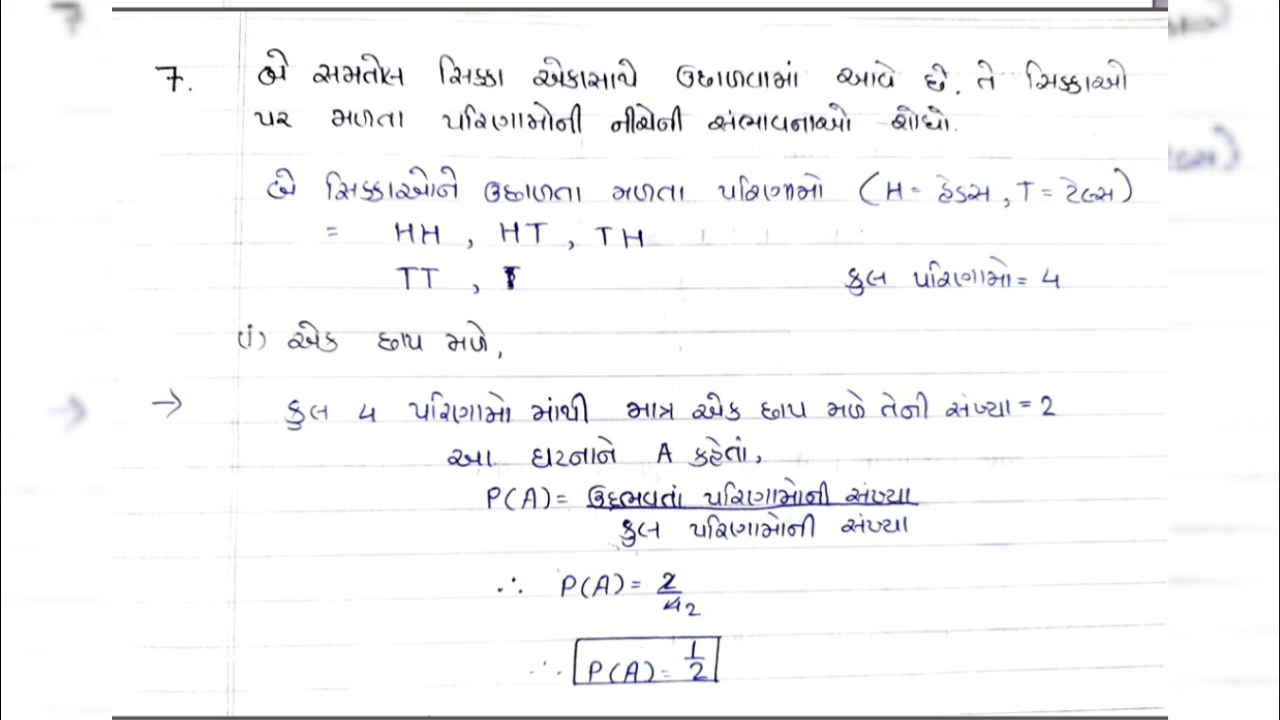 7. બે સમતોલ સિક્કા એકસાથે ઉછાળવામાં આવે છે. તે સિક્કાઓ
પર મળતા પરિણામોની નીચેની સંભાવનાઓ શોધો.
બે સિક્કાઓને ઉછાળતા મળતા પરિણામો (H = હેડસ, T = ટેલ્સ)
= HH , HT , TH
TT ,
કુલ પરિણામો = 4
(i) એક છાપ મળે,
→ કુલ 4 પરિણામો માંથી માત્ર એક છાપ મળે તેની સંખ્યા = 2
આ ઘટનાને A કહેતાં,
P(A) = ઉદ્દભવતાં પરિણામોની સંખ્યા
કુલ પરિણામોની સંખ્યા
∴ P(A) = 2/4 2
∴ P(A) = 1/2